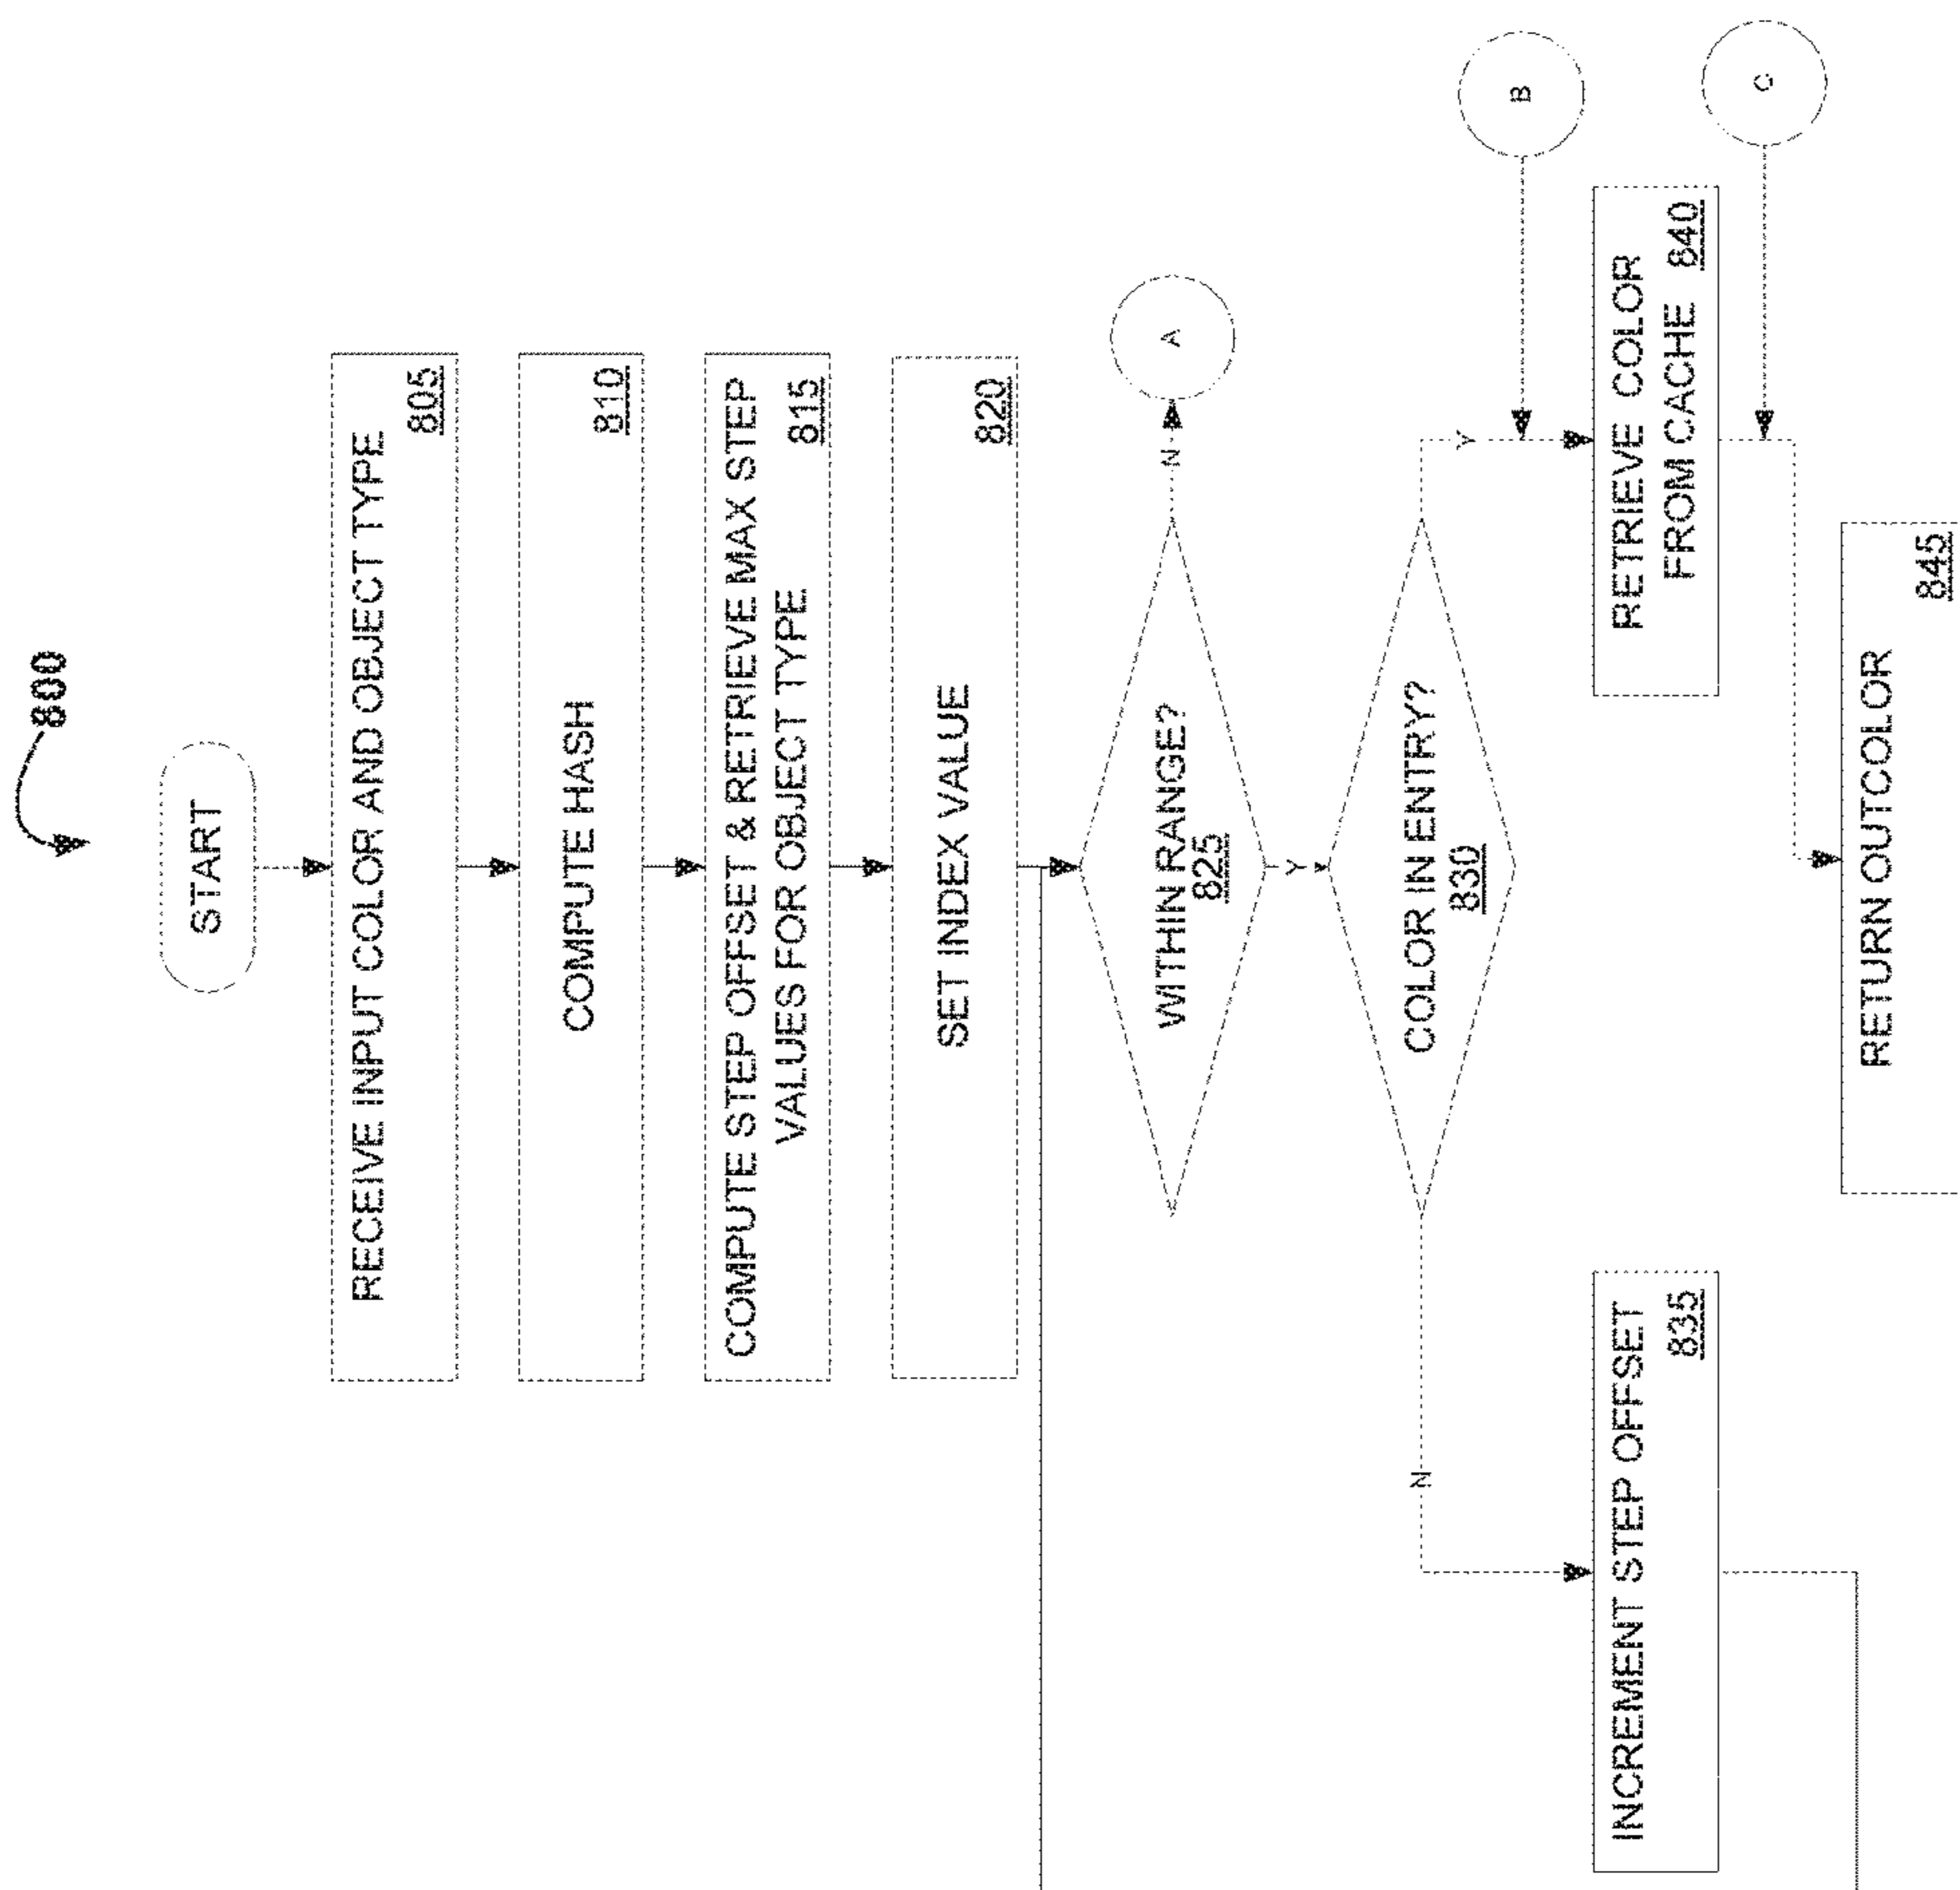 800
START
RECEIVE INPUT COLOR AND OBJECT TYPE
805
COMPUTE HASH
810
COMPUTE STEP OFFSET & RETRIEVE MAX STEP
VALUES FOR OBJECT TYPE
815
SET INDEX VALUE
820
WITHIN RANGE?
825
N
A
Y
COLOR IN ENTRY?
830
N
Y
B
INCREMENT STEP OFFSET
835
RETRIEVE COLOR
FROM CACHE 840
C
RETURN OUTCOLOR
845